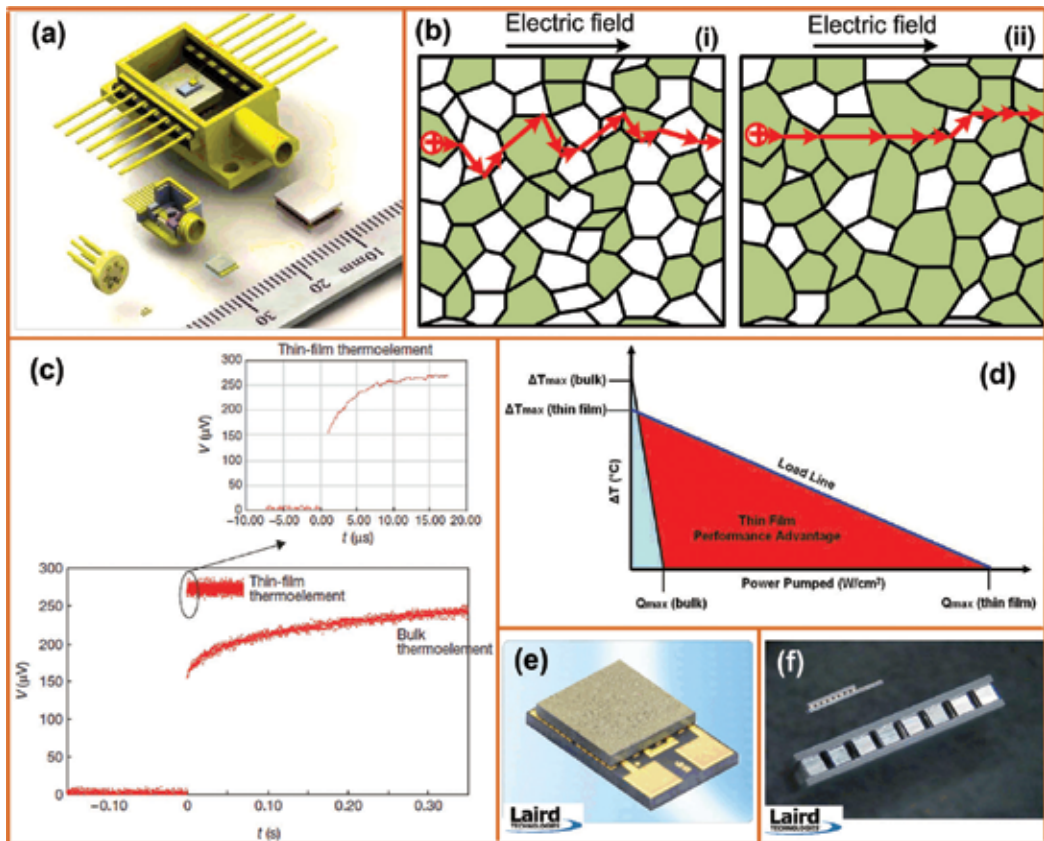 (a)
10mm
20
30
(b)
Electric field
(i)
Electric field
(ii)
(c)
Thin-film thermoelement
300
250
200
150
100
50
0
V (µV)
−10.00 −5.00 0.00 5.00 10.00 15.00 20.00
t (µs)
300
250
200
150
100
50
0
V (µV)
Thin-film
thermoelement
Bulk
thermoelement
−0.10 0 0.10 0.20 0.30
t (s)
(d)
ΔTmax (bulk)
ΔTmax (thin film)
ΔT (°C)
Load Line
Thin Film
Performance Advantage
Power Pumped (W/cm²)
Qmax (bulk)
Qmax (thin film)
(e)
Laird
TECHNOLOGIES
(f)
Laird
TECHNOLOGIES